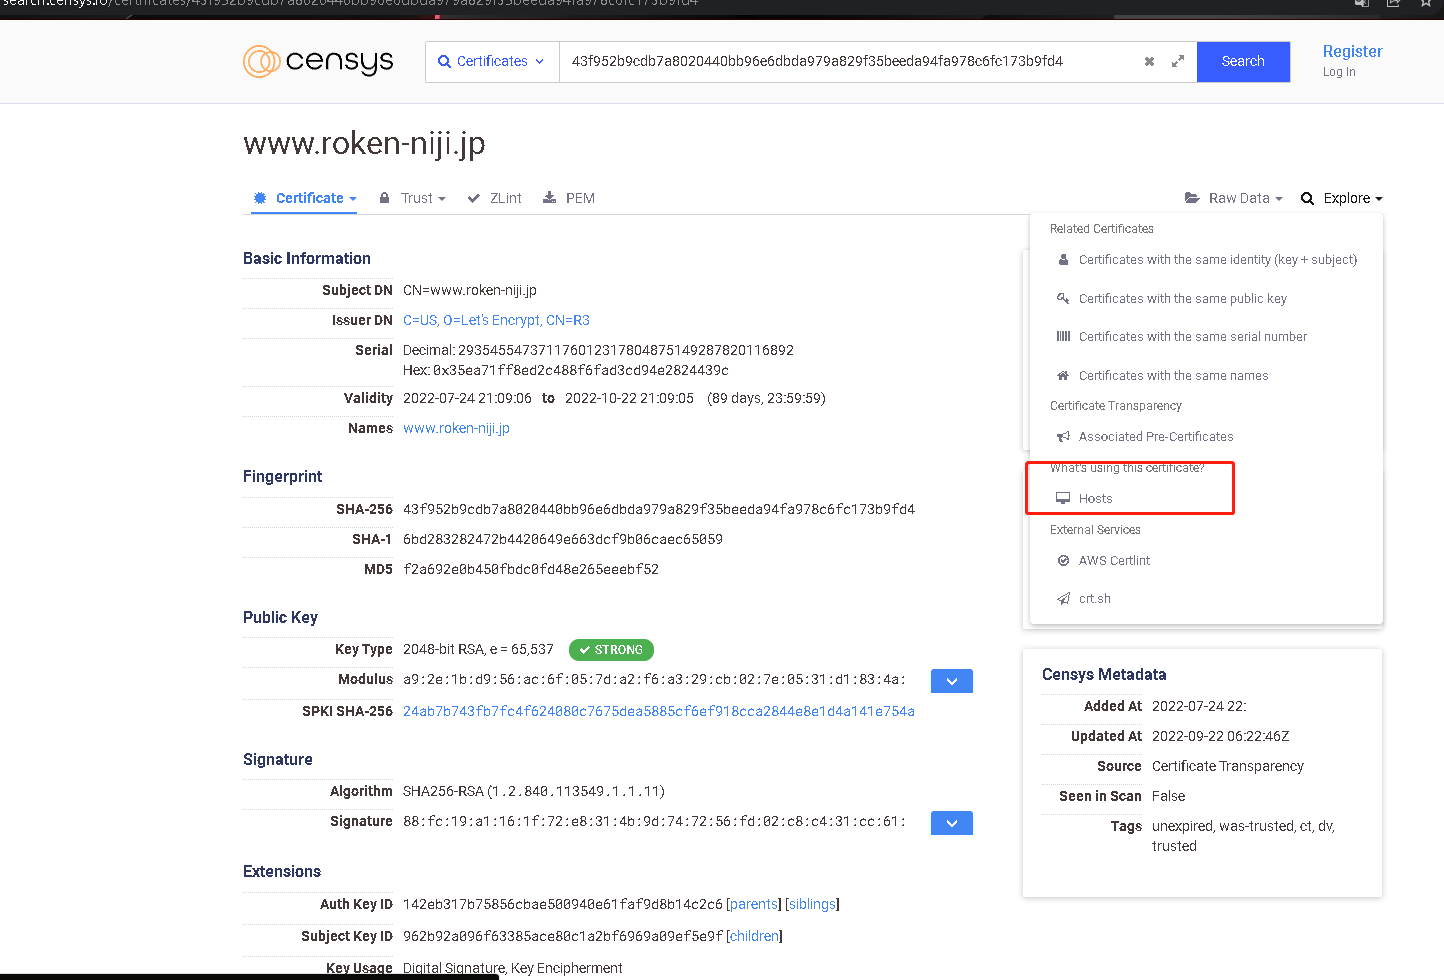 search.censys.io/certificates/43f952b9cdb7a8020440bb96e6dbda979a829f35beeda94fa978c6fc173b9fd4
censys
Certificates
43f952b9cdb7a8020440bb96e6dbda979a829f35beeda94fa978c6fc173b9fd4
Search
Register
Log In
www.roken-niji.jp
Certificate Trust ZLint PEM Raw Data Explore
Related Certificates
Certificates with the same identity (key + subject)
Certificates with the same public key
Certificates with the same serial number
Certificates with the same names
Certificate Transparency
Associated Pre-Certificates
What's using this certificate?
Hosts
External Services
AWS Certlint
crt.sh
Basic Information
Subject DN CN=www.roken-niji.jp
Issuer DN C=US, O=Let's Encrypt, CN=R3
Serial Decimal: 293545547371176012317804875149287820116892
Hex: 0x35ea71ff8ed2c488f6fad3cd94e2824439c
Validity 2022-07-24 21:09:06 to 2022-10-22 21:09:05 (89 days, 23:59:59)
Names www.roken-niji.jp
Fingerprint
SHA-256 43f952b9cdb7a8020440bb96e6dbda979a829f35beeda94fa978c6fc173b9fd4
SHA-1 6bd283282472b4420649e663dcf9b06caec65059
MD5 f2a692e0b450fbdc0fd48e265eeebf52
Public Key
Key Type 2048-bit RSA, e = 65,537 STRONG
Modulus a9:2e:1b:d9:56:ac:6f:05:7d:a2:f6:a3:29:cb:02:7e:05:31:d1:83:4a:
SPKI SHA-256 24ab7b743fb7fc4f624080c7675dea5885cf6ef918cca2844e8e1d4a141e754a
Signature
Algorithm SHA256-RSA (1.2.840.113549.1.1.11)
Signature 88:fc:19:a1:16:1f:72:e8:31:4b:9d:74:72:56:fd:02:c8:c4:31:cc:61:
Extensions
Auth Key ID 142eb317b75856cbae500940e61faf9d8b14c2c6 [parents] [siblings]
Subject Key ID 962b92a096f63385ace80c1a2bf6969a09ef5e9f [children]
Key Usage Digital Signature, Key Encipherment
Censys Metadata
Added At 2022-07-24 22:
Updated At 2022-09-22 06:22:46Z
Source Certificate Transparency
Seen in Scan False
Tags unexpired, was-trusted, ct, dv,
trusted